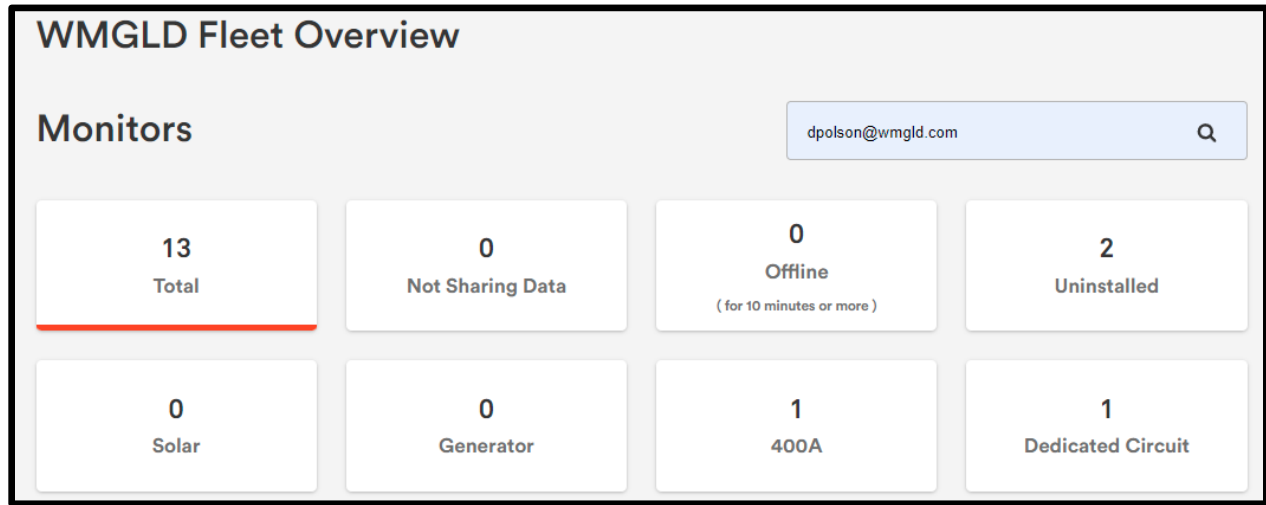 WMGLD Fleet Overview
Monitors
dpolson@wmgld.com
13
Total
0
Not Sharing Data
0
Offline
( for 10 minutes or more )
2
Uninstalled
0
Solar
0
Generator
1
400A
1
Dedicated Circuit